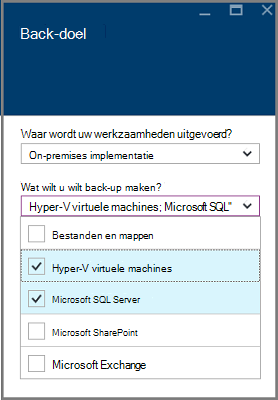 Back-doel
Waar wordt uw werkzaamheden uitgevoerd?
On-premises implementatie
Wat wilt u wilt back-up maken?
Hyper-V virtuele machines; Microsoft SQL"
Bestanden en mappen
Hyper-V virtuele machines
Microsoft SQL Server
Microsoft SharePoint
Microsoft Exchange